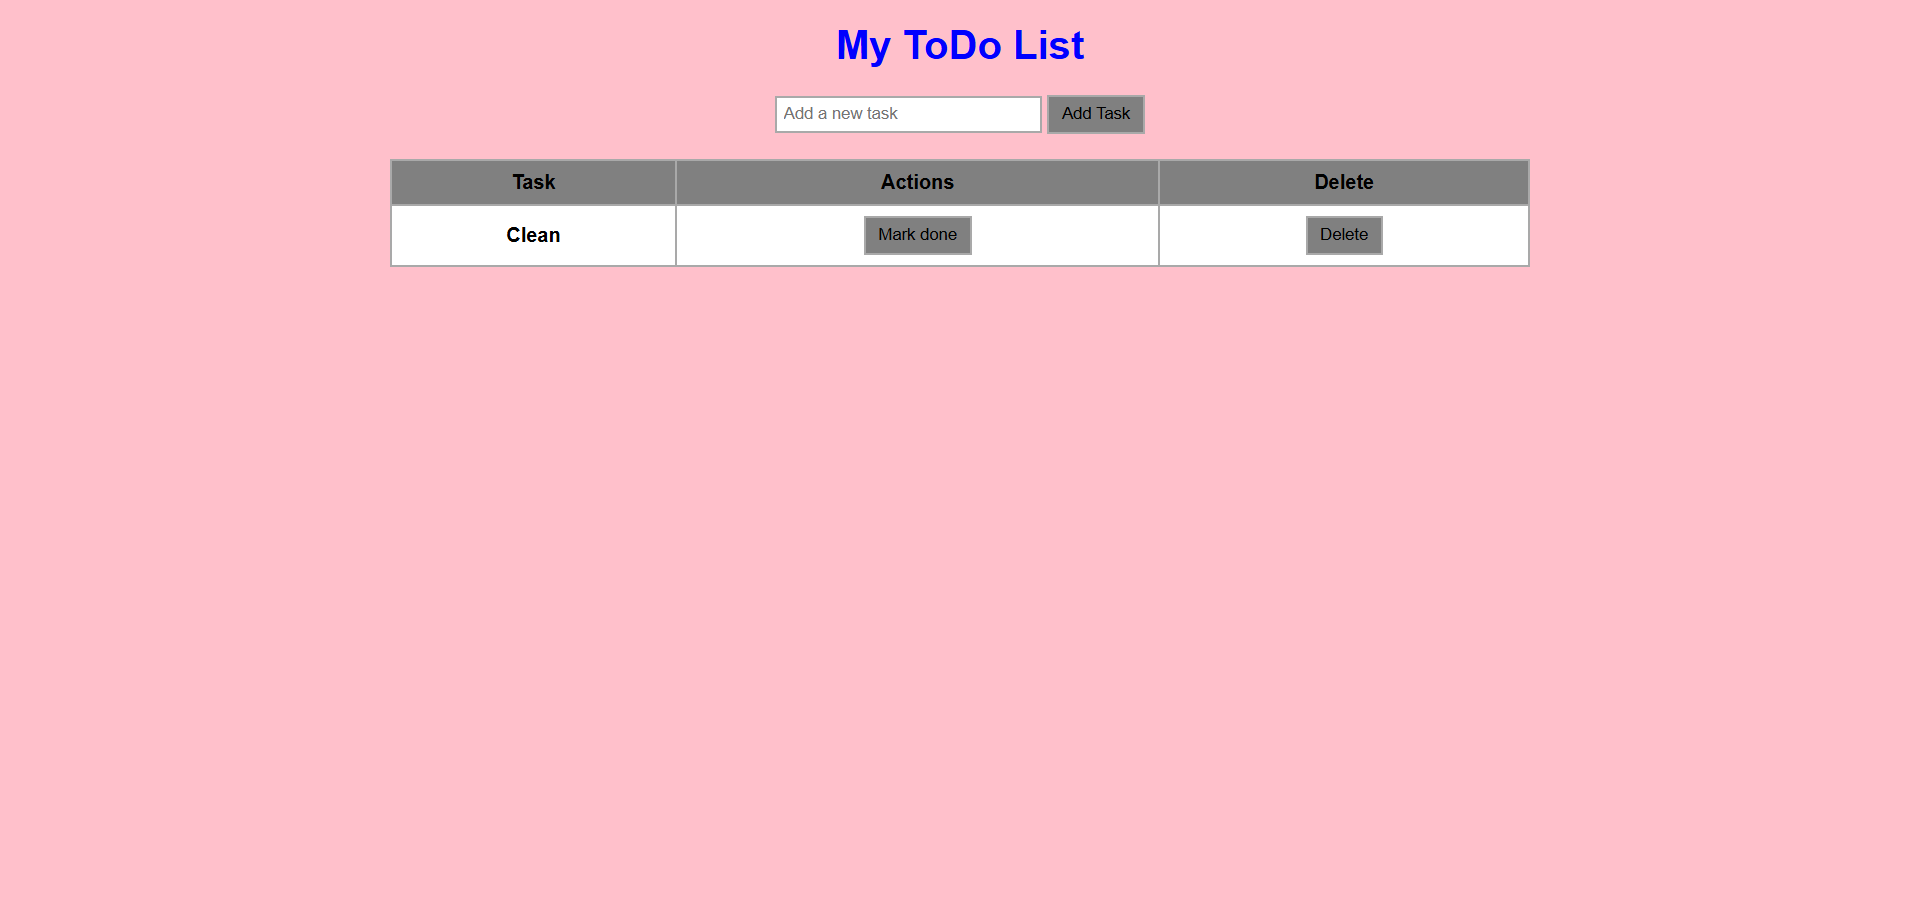 My ToDo List
Add a new task Add Task
Task Actions Delete
Clean Mark done Delete